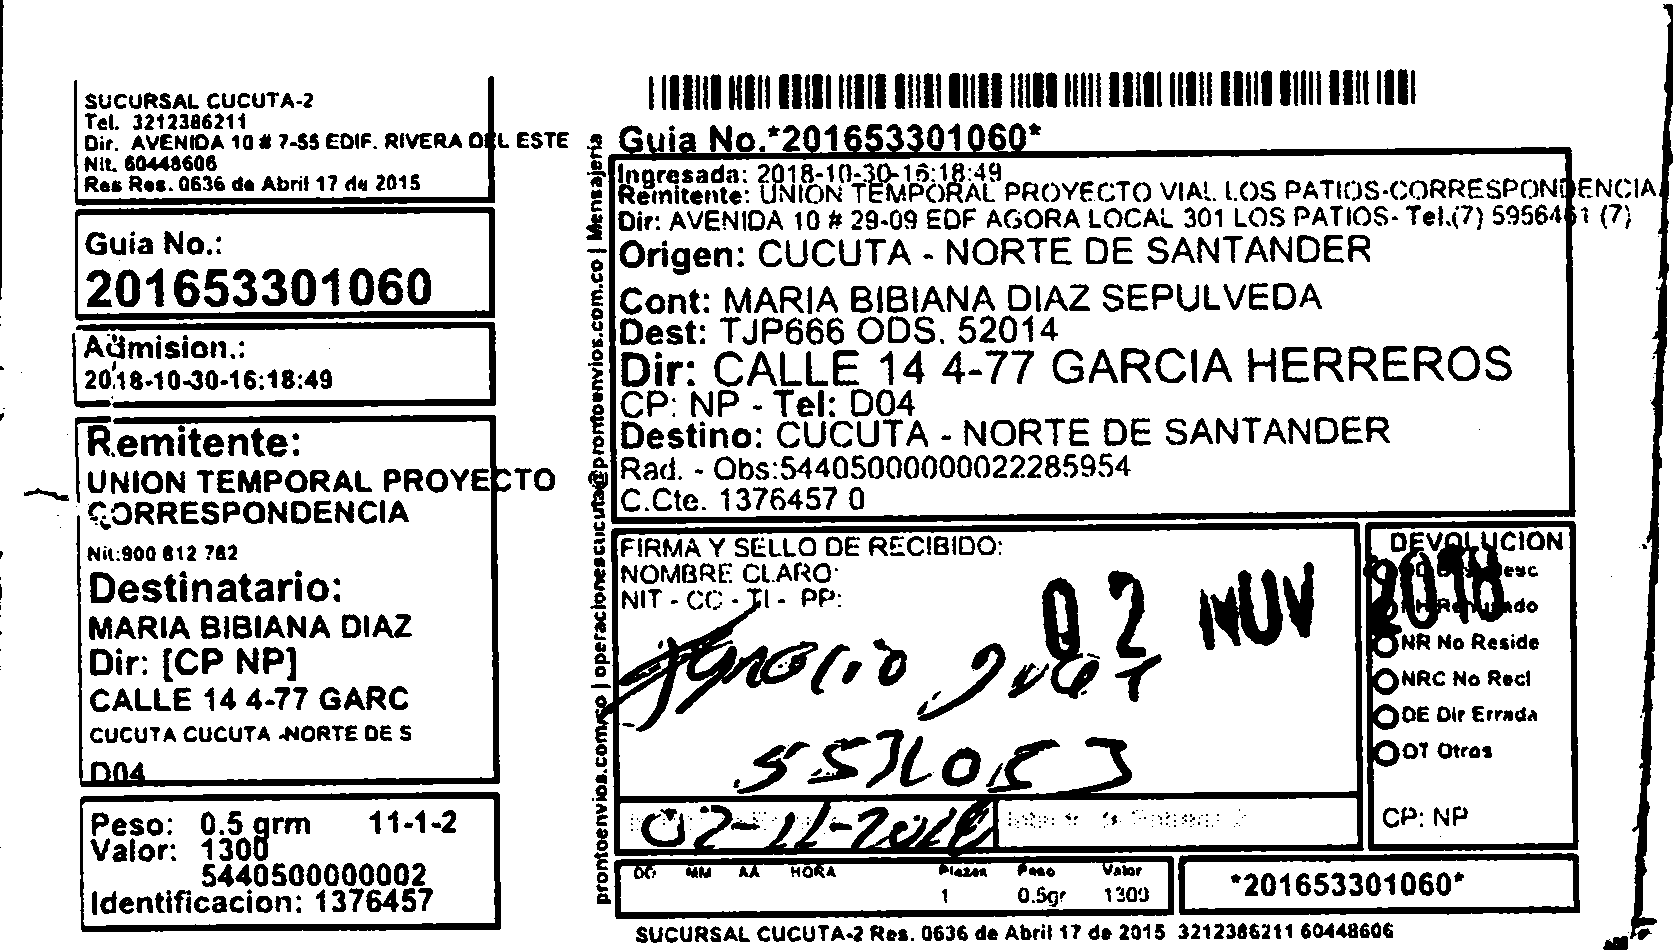 SUCURSAL CUCUTA-2
Tel. 3212386211
Dir. AVENIDA 10 # 7-55 EDIF. RIVERA DEL ESTE
Nit. 60448606
Res Res. 0636 de Abril 17 de 2015
Guia No.:
201653301060
Admision.:
2018-10-30-16:18:49
Remitente:
UNION TEMPORAL PROYECTO
CORRESPONDENCIA
Nit:900 612 782
Destinatario:
MARIA BIBIANA DIAZ
Dir: [CP NP]
CALLE 14 4-77 GARC
CUCUTA CUCUTA -NORTE DE S
D04
Peso: 0.5 grm 11-1-2
Valor: 1300
5440500000002
Identificacion: 1376457
prontoenvios.com.co | operacionescucuta@prontoenvios.com.co | Mensajeria
Guia No.*201653301060*
Ingresada: 2018-10-30-16:18:49
Remitente: UNION TEMPORAL PROYECTO VIAL LOS PATIOS-CORRESPONDENCIA
Dir: AVENIDA 10 # 29-09 EDF AGORA LOCAL 301 LOS PATIOS- Tel.(7) 5956461 (7)
Origen: CUCUTA - NORTE DE SANTANDER
Cont: MARIA BIBIANA DIAZ SEPULVEDA
Dest: TJP666 ODS. 52014
Dir: CALLE 14 4-77 GARCIA HERREROS
CP: NP - Tel: D04
Destino: CUCUTA - NORTE DE SANTANDER
Rad. - Obs:54405000000022285954
C.Cte. 1376457 0
FIRMA Y SELLO DE RECIBIDO:
NOMBRE CLARO:
NIT - CC - TI - PP:
02 NOV 2018
02-11-2018
DEVOLUCION
NR No Reside
NRC No Recl
DE Dir Errada
OT Otros
CP: NP
DD MM AA HORA Piezas Peso Valor
1 0.5gr 1300
*201653301060*
SUCURSAL CUCUTA-2 Res. 0636 de Abril 17 de 2015 3212386211 60448606